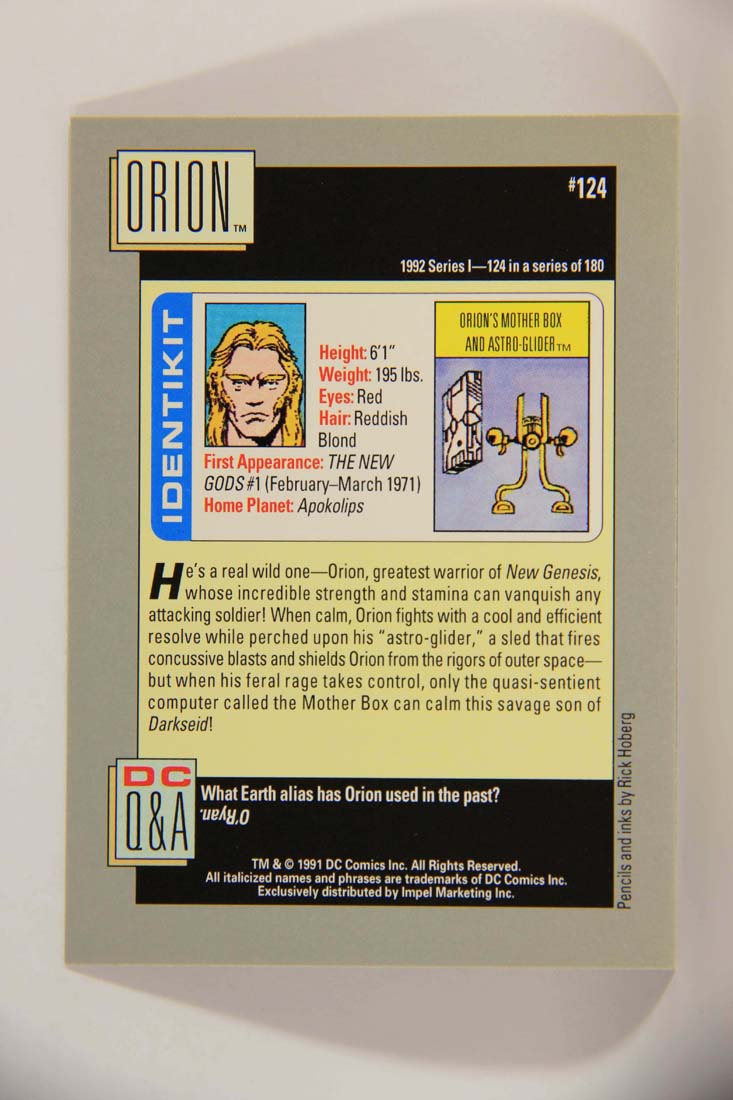 ORION™
#124
1992 Series I—124 in a series of 180
IDENTIKIT
Height: 6'1"
Weight: 195 lbs.
Eyes: Red
Hair: Reddish
Blond
First Appearance: THE NEW
GODS #1 (February–March 1971)
Home Planet: Apokolips
ORION'S MOTHER BOX
AND ASTRO-GLIDER™
He's a real wild one—Orion, greatest warrior of New Genesis,
whose incredible strength and stamina can vanquish any
attacking soldier! When calm, Orion fights with a cool and efficient
resolve while perched upon his "astro-glider," a sled that fires
concussive blasts and shields Orion from the rigors of outer space—
but when his feral rage takes control, only the quasi-sentient
computer called the Mother Box can calm this savage son of
Darkseid!
DC
Q&A
What Earth alias has Orion used in the past?
O'Ryan.
TM & © 1991 DC Comics Inc. All Rights Reserved.
All italicized names and phrases are trademarks of DC Comics Inc.
Exclusively distributed by Impel Marketing Inc.
Pencils and inks by Rick Hoberg